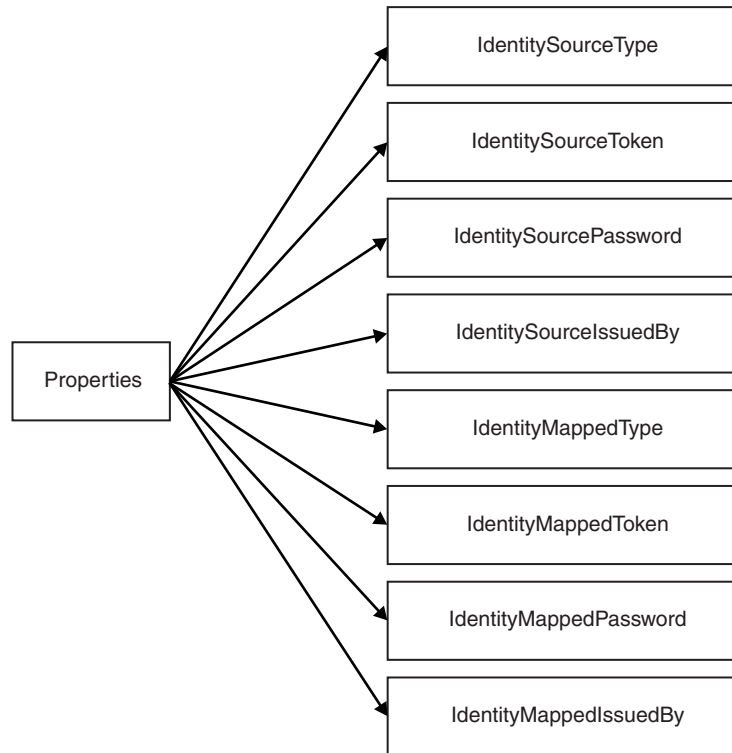 IdentitySourceType
IdentitySourceToken
IdentitySourcePassword
IdentitySourceIssuedBy
Properties
IdentityMappedType
IdentityMappedToken
IdentityMappedPassword
IdentityMappedIssuedBy